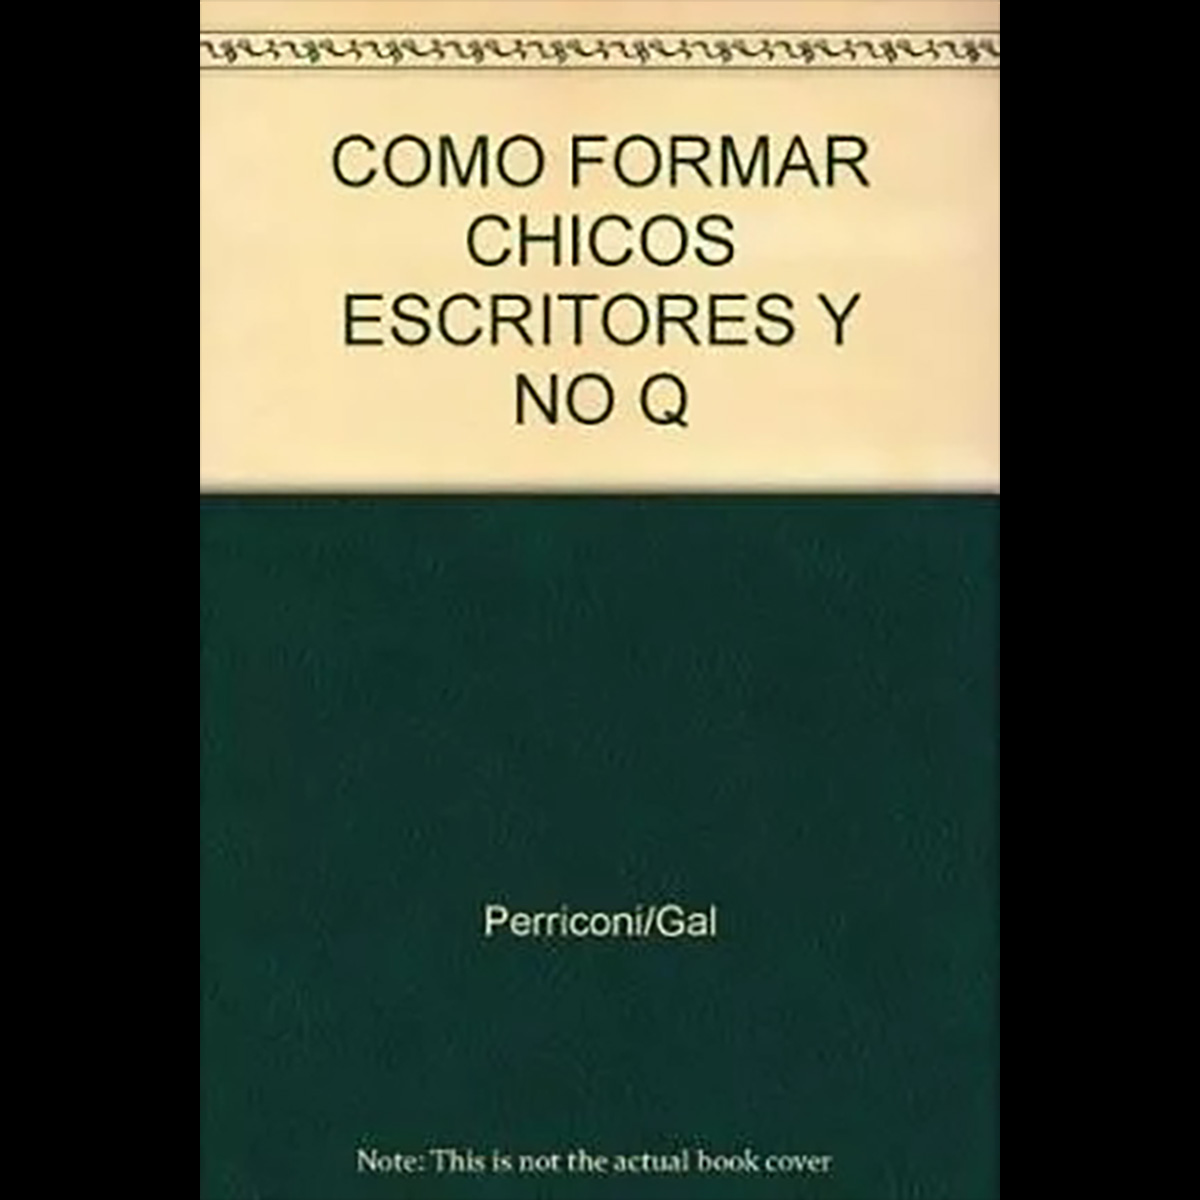 COMO FORMAR
CHICOS
ESCRITORES Y
NO Q
Perriconi/Gal
Note: This is not the actual book cover